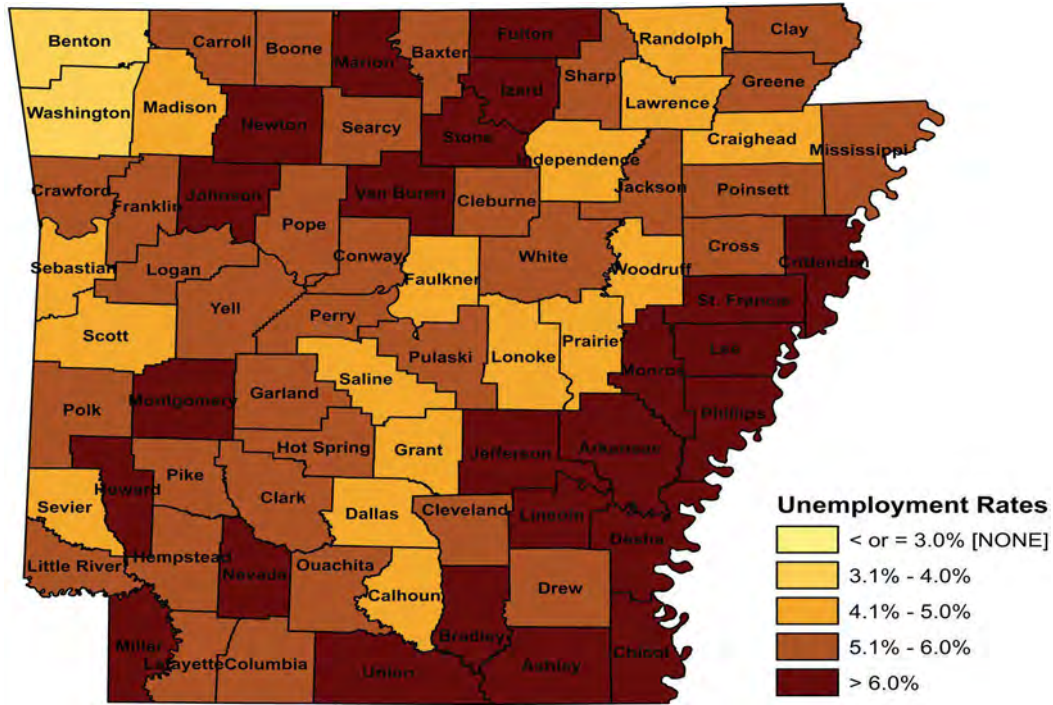 Benton
Carroll
Boone
Marion
Baxter
Fulton
Randolph
Clay
Sharp
Izard
Greene
Washington
Madison
Lawrence
Newton
Searcy
Stone
Craighead
Mississippi
Independence
Crawford
Franklin
Johnson
Van Buren
Cleburne
Jackson
Poinsett
Pope
Conway
White
Cross
Crittenden
Sebastian
Logan
Faulkner
Woodruff
Yell
St. Francis
Perry
Scott
Pulaski
Lonoke
Prairie
Lee
Monroe
Saline
Garland
Montgomery
Polk
Phillips
Hot Spring
Grant
Jefferson
Arkansas
Pike
Howard
Clark
Sevier
Dallas
Cleveland
Lincoln
Desha
Hempstead
Little River
Nevada
Ouachita
Calhoun
Drew
Bradley
Miller
Lafayette
Columbia
Union
Ashley
Chicot
Unemployment Rates
< or = 3.0% [NONE]
3.1% - 4.0%
4.1% - 5.0%
5.1% - 6.0%
> 6.0%